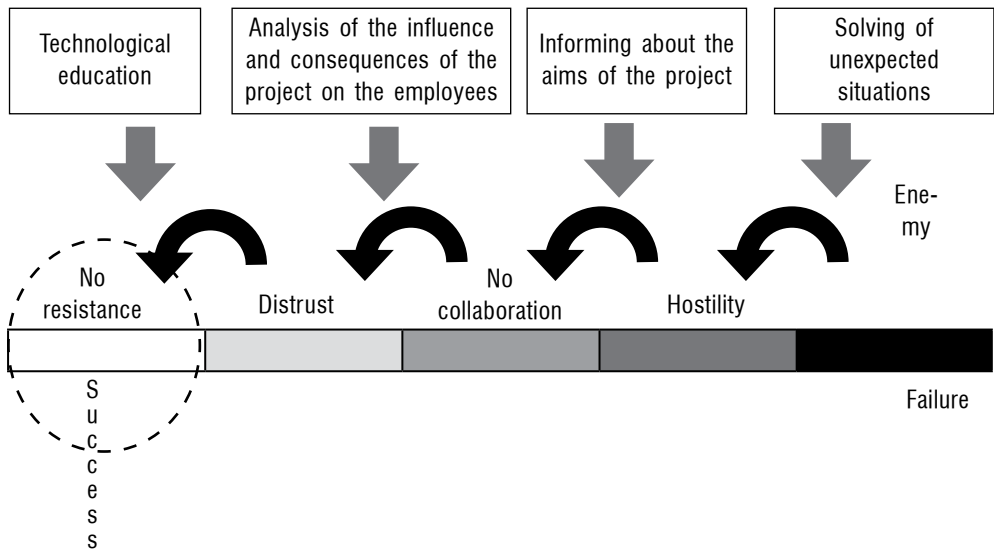 Technological
education
Analysis of the influence
and consequences of the
project on the employees
Informing about the
aims of the project
Solving of
unexpected
situations
Ene-
my
No
resistance
Distrust
No
collaboration
Hostility
Failure
S
u
c
c
e
s
s